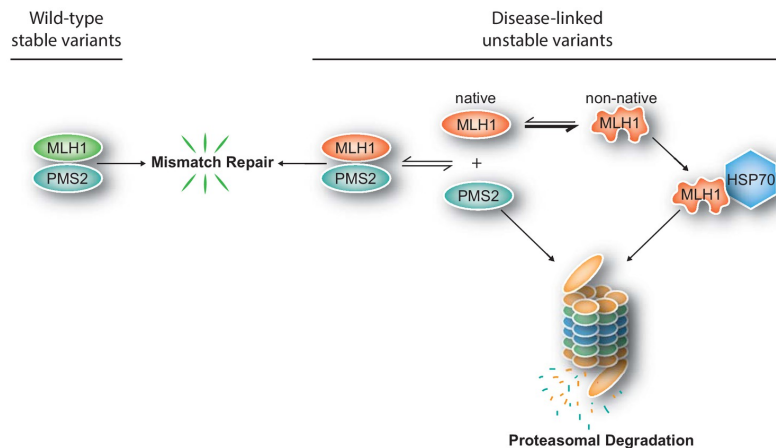 Wild-type
stable variants
Disease-linked
unstable variants
native
non-native
MLH1
PMS2
Mismatch Repair
MLH1
PMS2
MLH1
+
PMS2
MLH1
MLH1
HSP70
Proteasomal Degradation